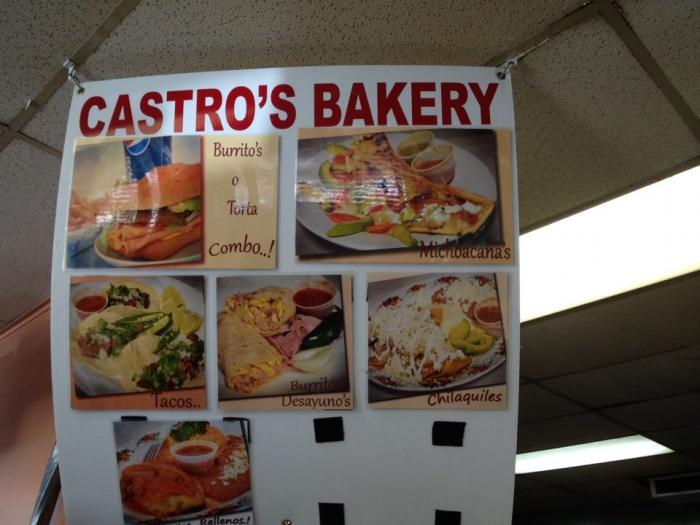 CASTRO'S BAKERY
Burrito's
o
Torta
Combo..!
Michoacana's
Tacos..
Burrito
Desayuno's
Chilaquiles
Rellenos.!